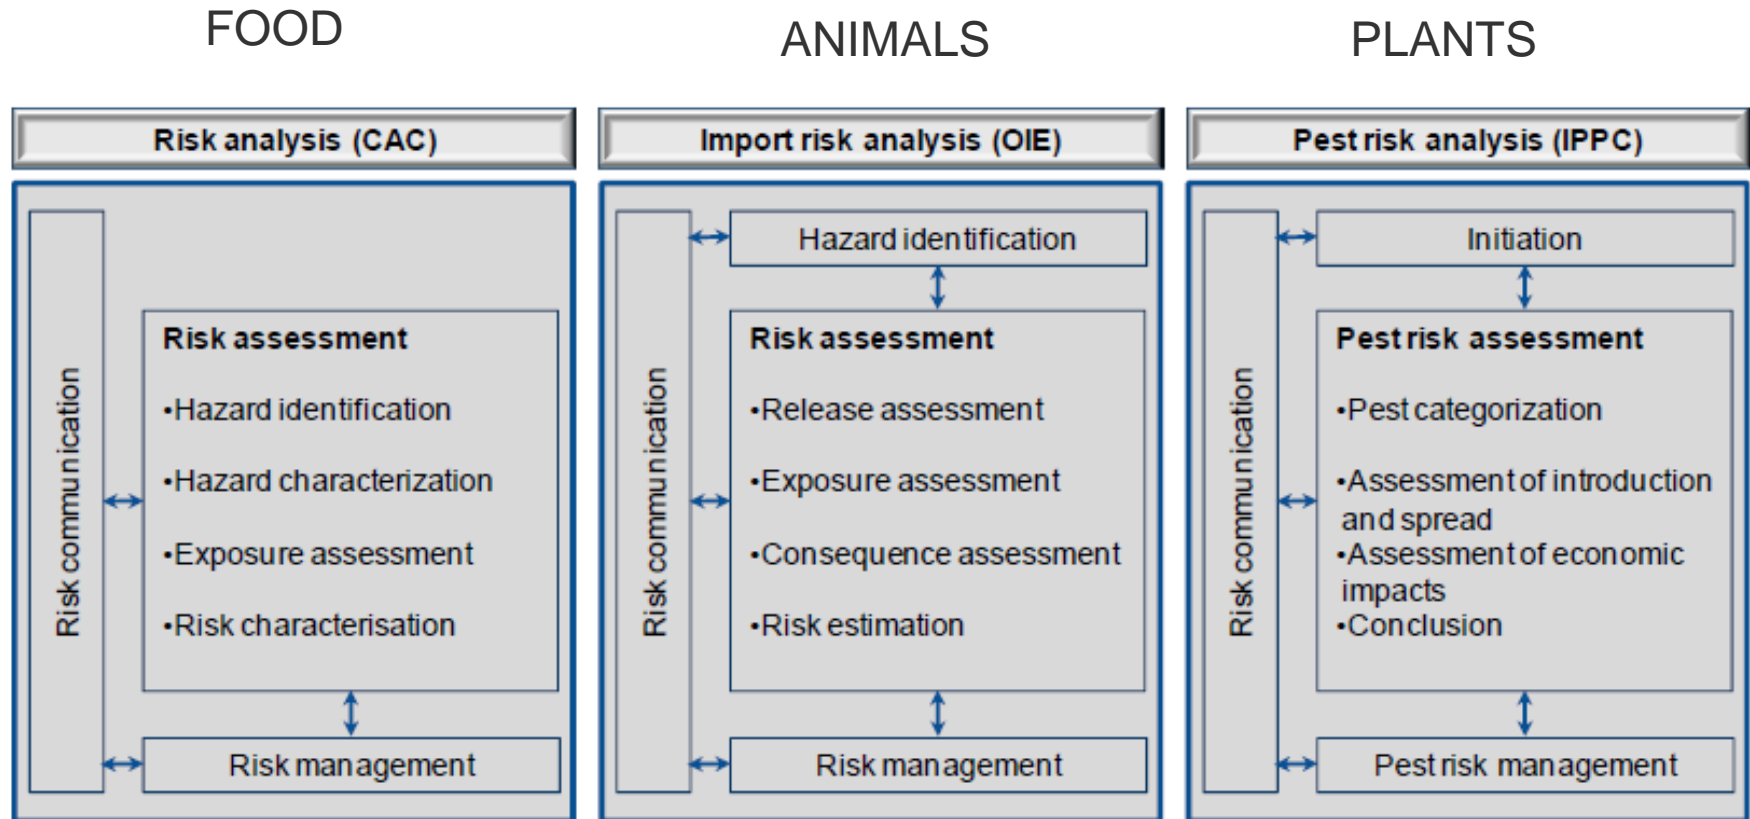 FOOD
ANIMALS
PLANTS
Risk analysis (CAC)
Risk communication
Risk assessment
•Hazard identification
•Hazard characterization
•Exposure assessment
•Risk characterisation
Risk management
Import risk analysis (OIE)
Risk communication
Hazard identification
Risk assessment
•Release assessment
•Exposure assessment
•Consequence assessment
•Risk estimation
Risk management
Pest risk analysis (IPPC)
Risk communication
Initiation
Pest risk assessment
•Pest categorization
•Assessment of introduction
and spread
•Assessment of economic
impacts
•Conclusion
Pest risk management